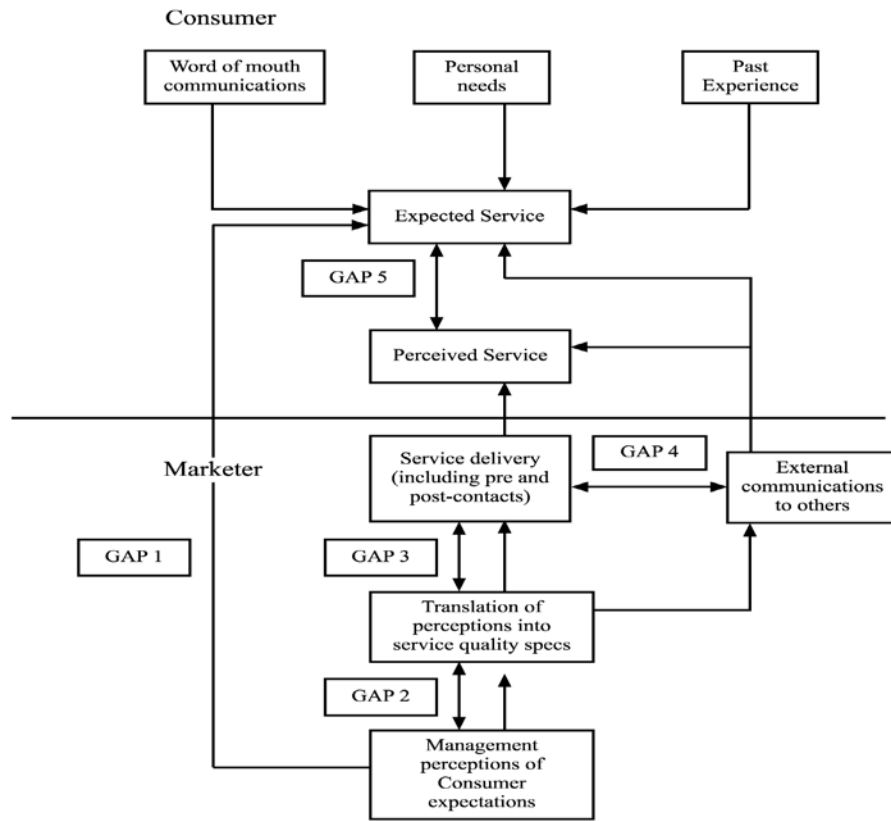 Consumer
Word of mouth
communications
Personal
needs
Past
Experience
Expected Service
GAP 5
Perceived Service
Marketer
Service delivery
(including pre and
post-contacts)
GAP 4
External
communications
to others
GAP 1
GAP 3
Translation of
perceptions into
service quality specs
GAP 2
Management
perceptions of
Consumer
expectations